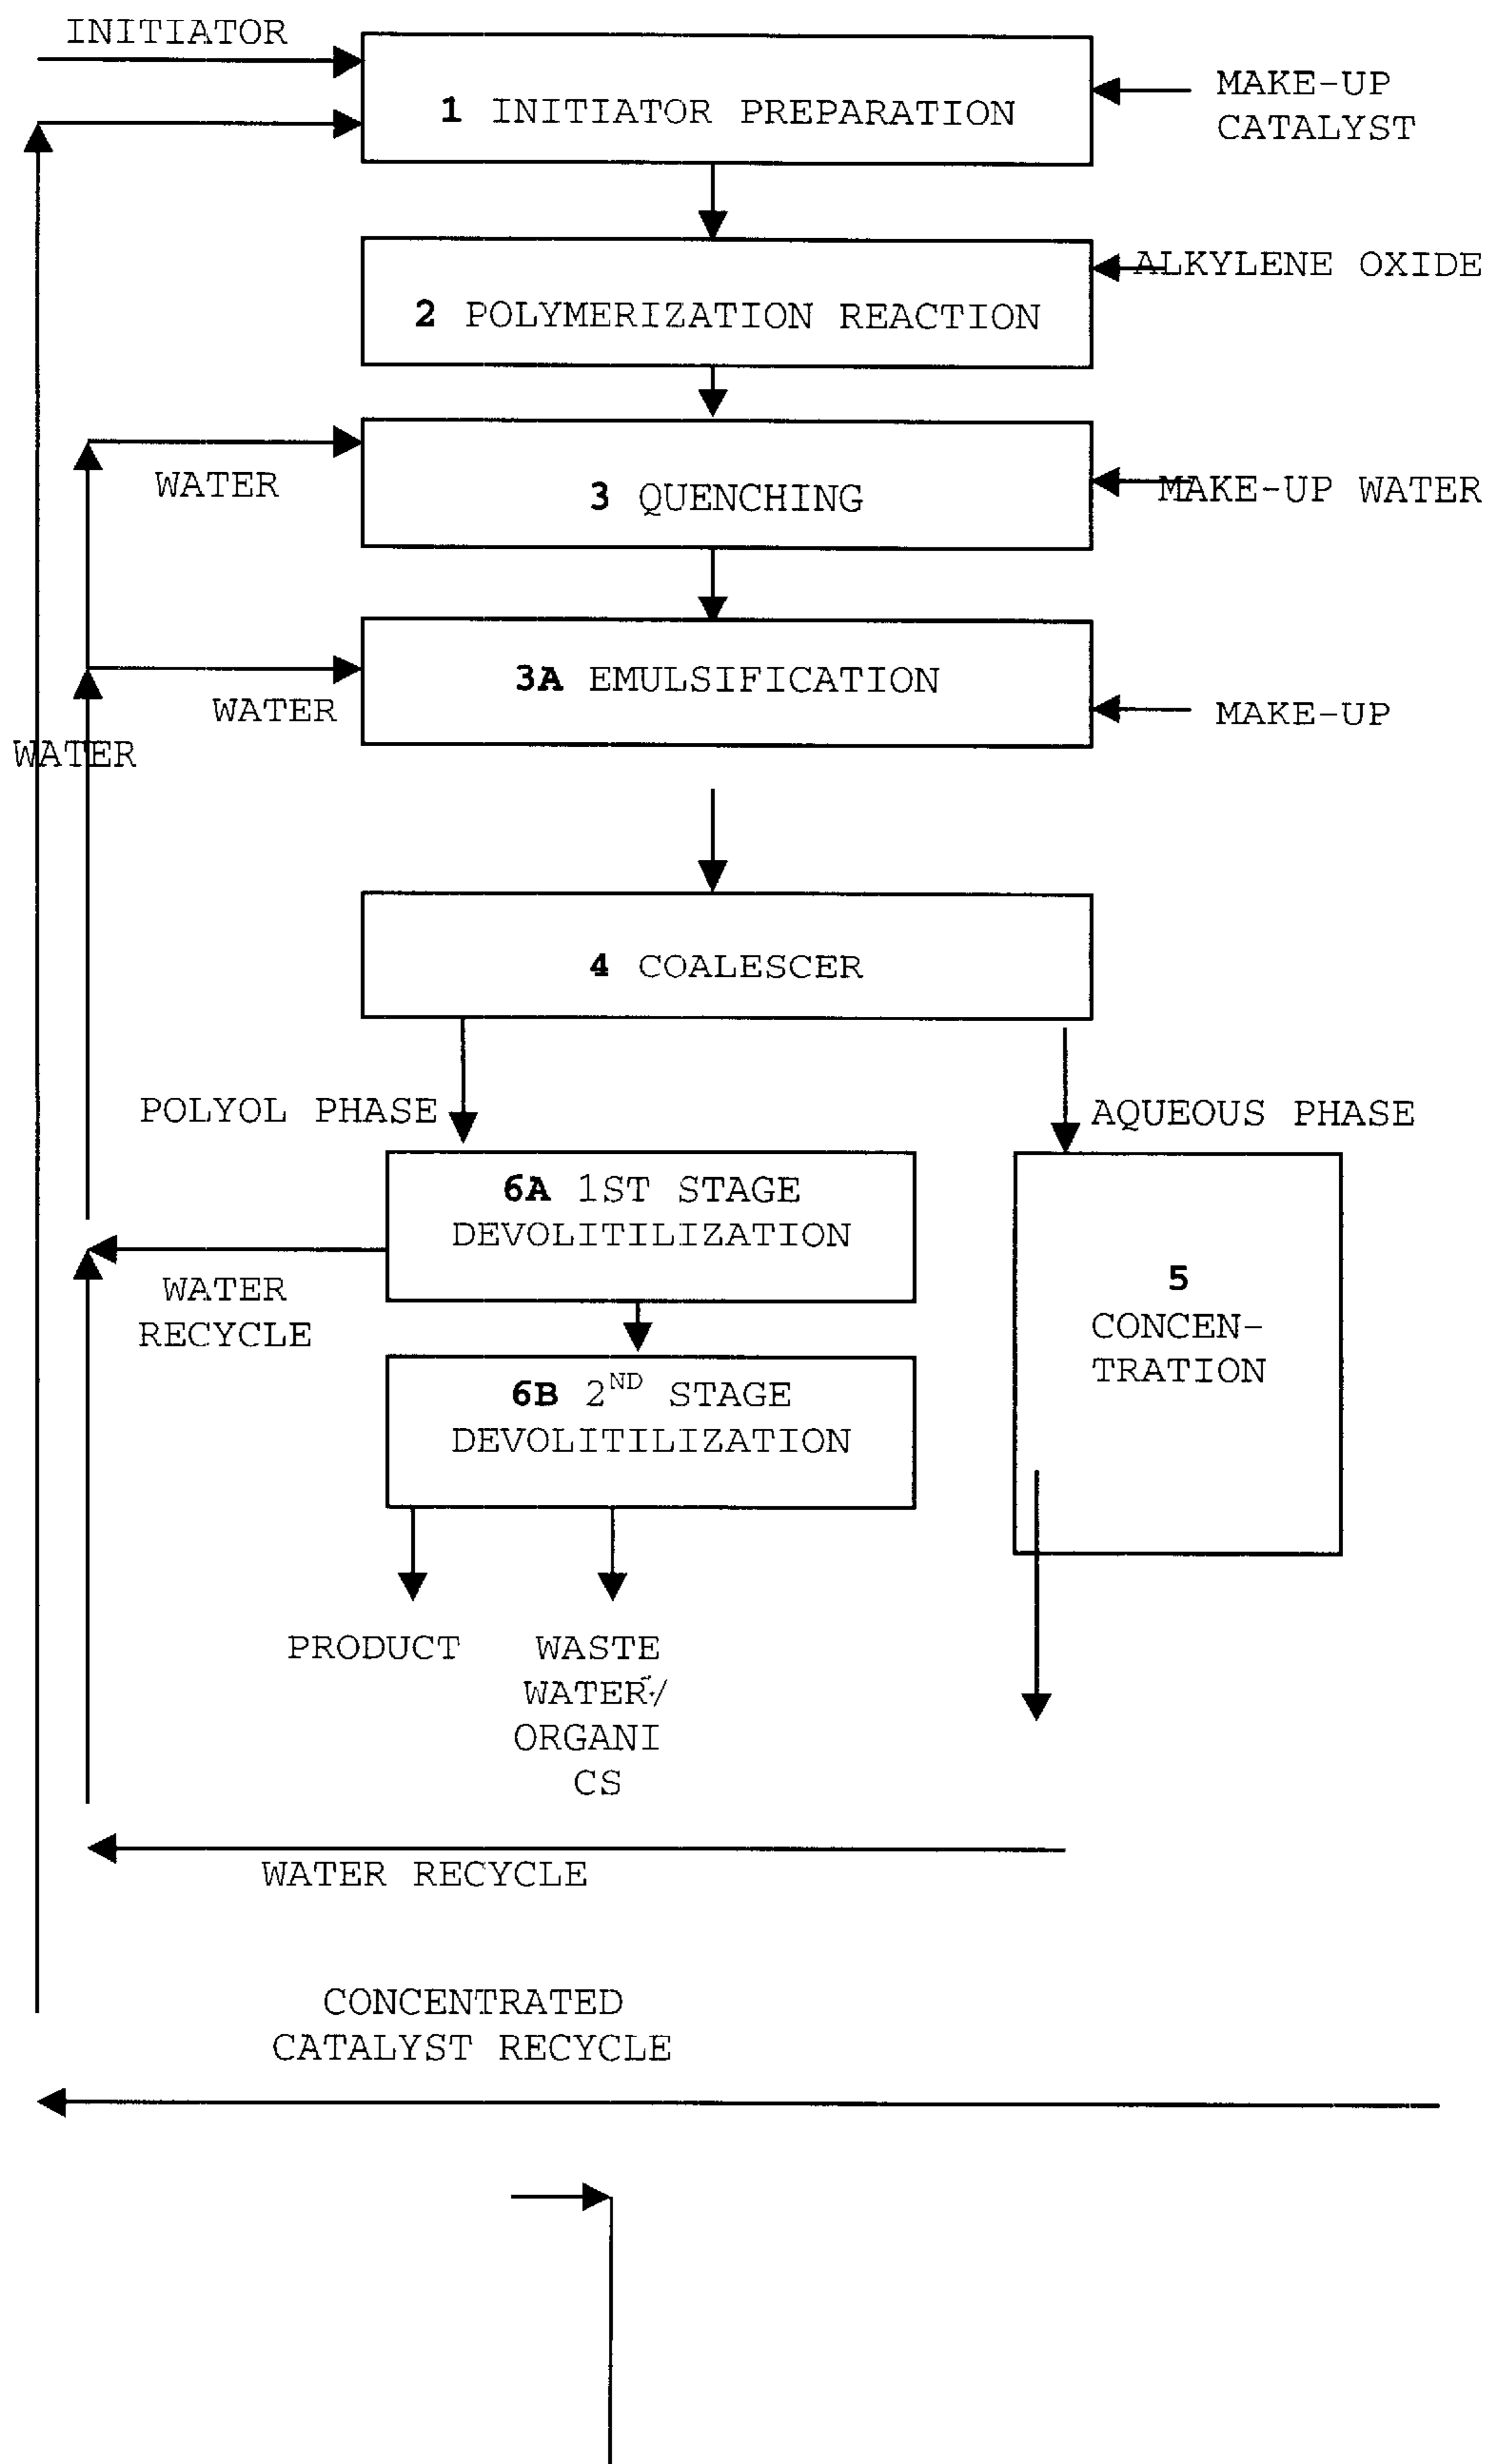 INITIATOR
1 INITIATOR PREPARATION
MAKE-UP
CATALYST
ALKYLENE OXIDE
2 POLYMERIZATION REACTION
WATER
3 QUENCHING
MAKE-UP WATER
3A EMULSIFICATION
WATER
MAKE-UP
WATER
4 COALESCER
POLYOL PHASE
AQUEOUS PHASE
6A 1ST STAGE
DEVOLITILIZATION
WATER
RECYCLE
5
CONCEN-
TRATION
6B 2ND STAGE
DEVOLITILIZATION
PRODUCT
WASTE
WATER/
ORGANI
CS
WATER RECYCLE
CONCENTRATED
CATALYST RECYCLE